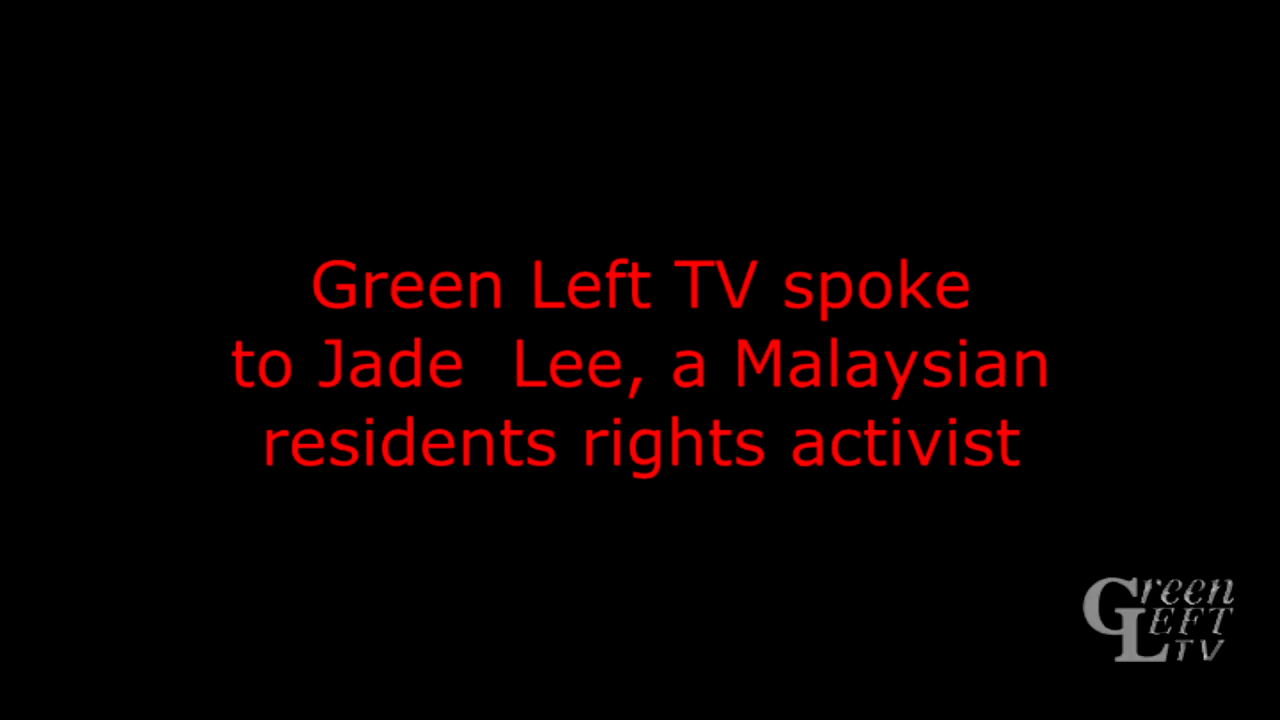 Green Left TV spoke
to Jade  Lee, a Malaysian
residents rights activist
Green
LEFT
TV